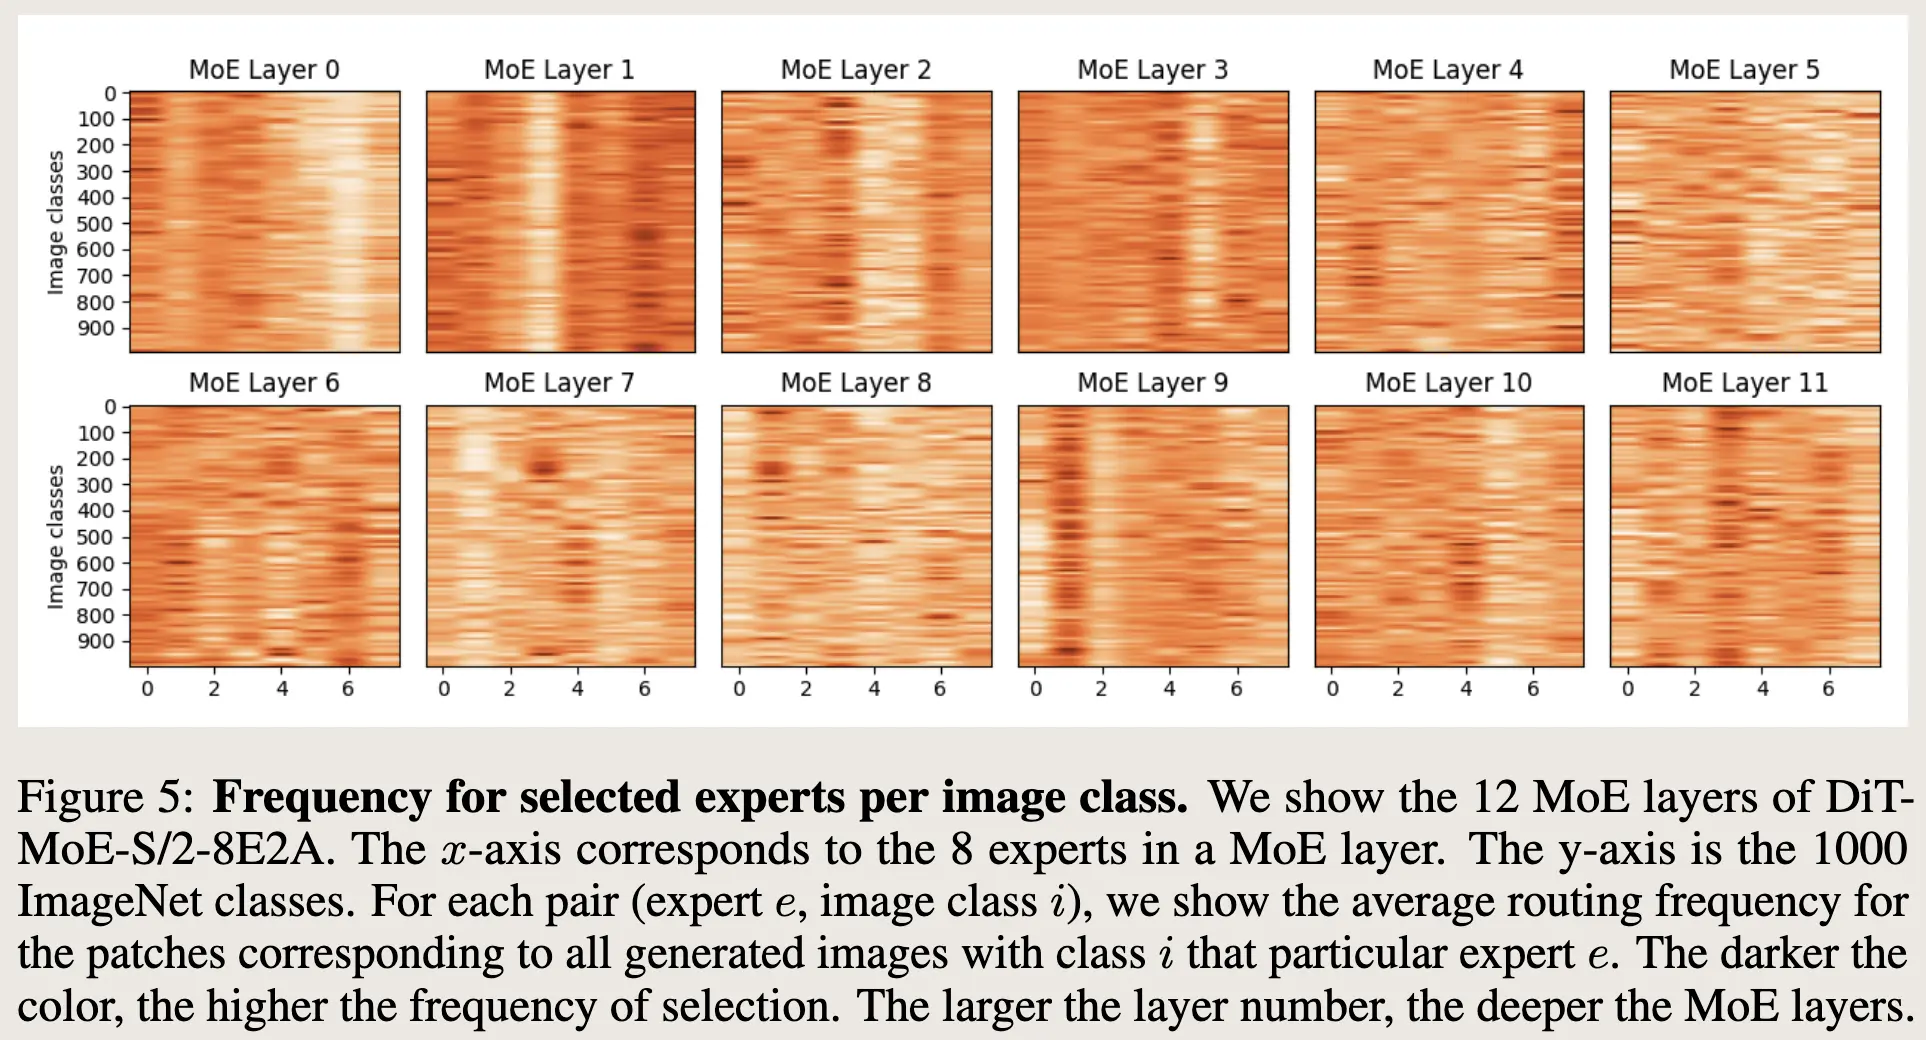 MoE Layer 0 MoE Layer 1 MoE Layer 2 MoE Layer 3 MoE Layer 4 MoE Layer 5
Image classes
0
100
200
300
400
500
600
700
800
900
MoE Layer 6 MoE Layer 7 MoE Layer 8 MoE Layer 9 MoE Layer 10 MoE Layer 11
Image classes
0
100
200
300
400
500
600
700
800
900
0 2 4 6 0 2 4 6 0 2 4 6 0 2 4 6 0 2 4 6 0 2 4 6
Figure 5: Frequency for selected experts per image class. We show the 12 MoE layers of DiT-
MoE-S/2-8E2A. The x-axis corresponds to the 8 experts in a MoE layer. The y-axis is the 1000
ImageNet classes. For each pair (expert e, image class i), we show the average routing frequency for
the patches corresponding to all generated images with class i that particular expert e. The darker the
color, the higher the frequency of selection. The larger the layer number, the deeper the MoE layers.